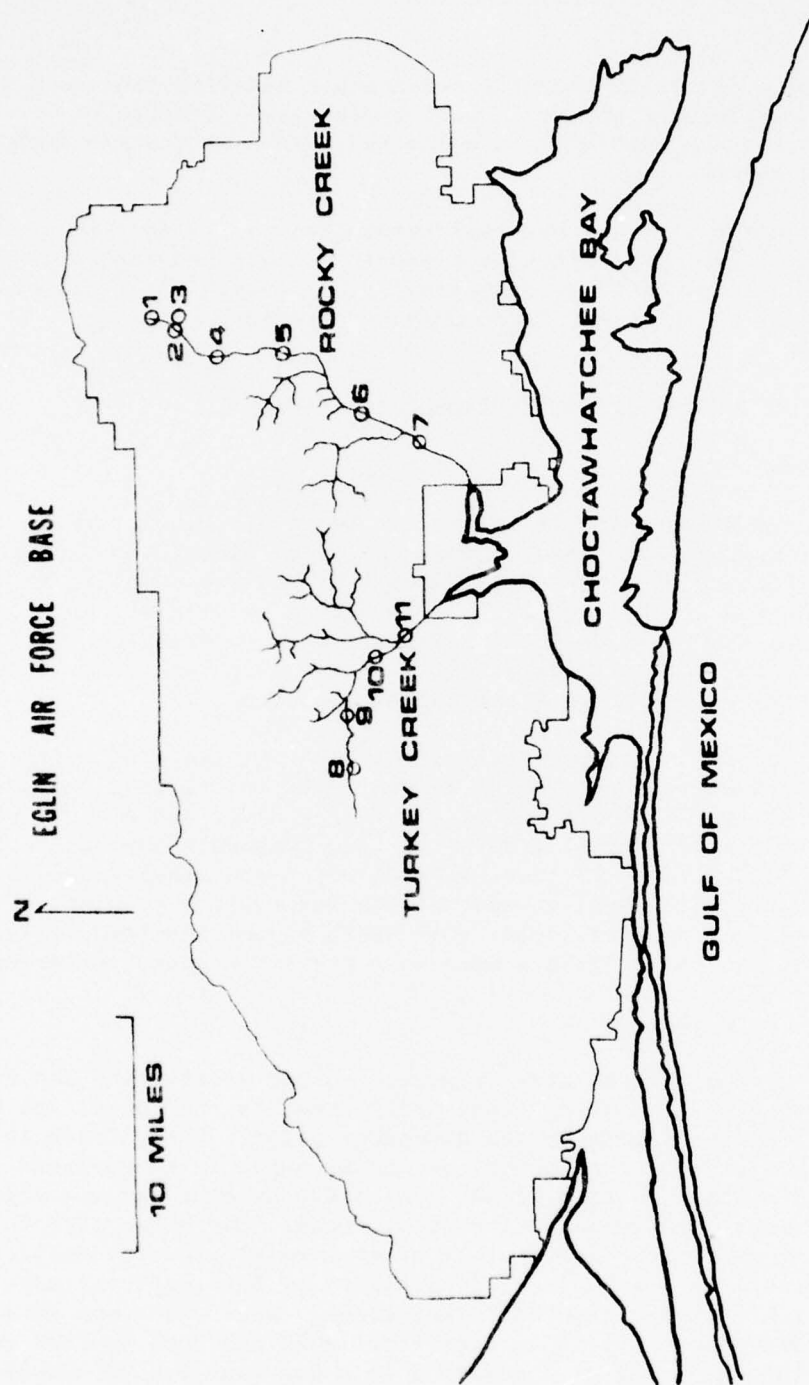 EGLIN AIR FORCE BASE
N
10 MILES
ROCKY CREEK
1
2
3
4
5
6
7
TURKEY CREEK
8
9
10
11
CHOCTAWHATCHEE BAY
GULF OF MEXICO